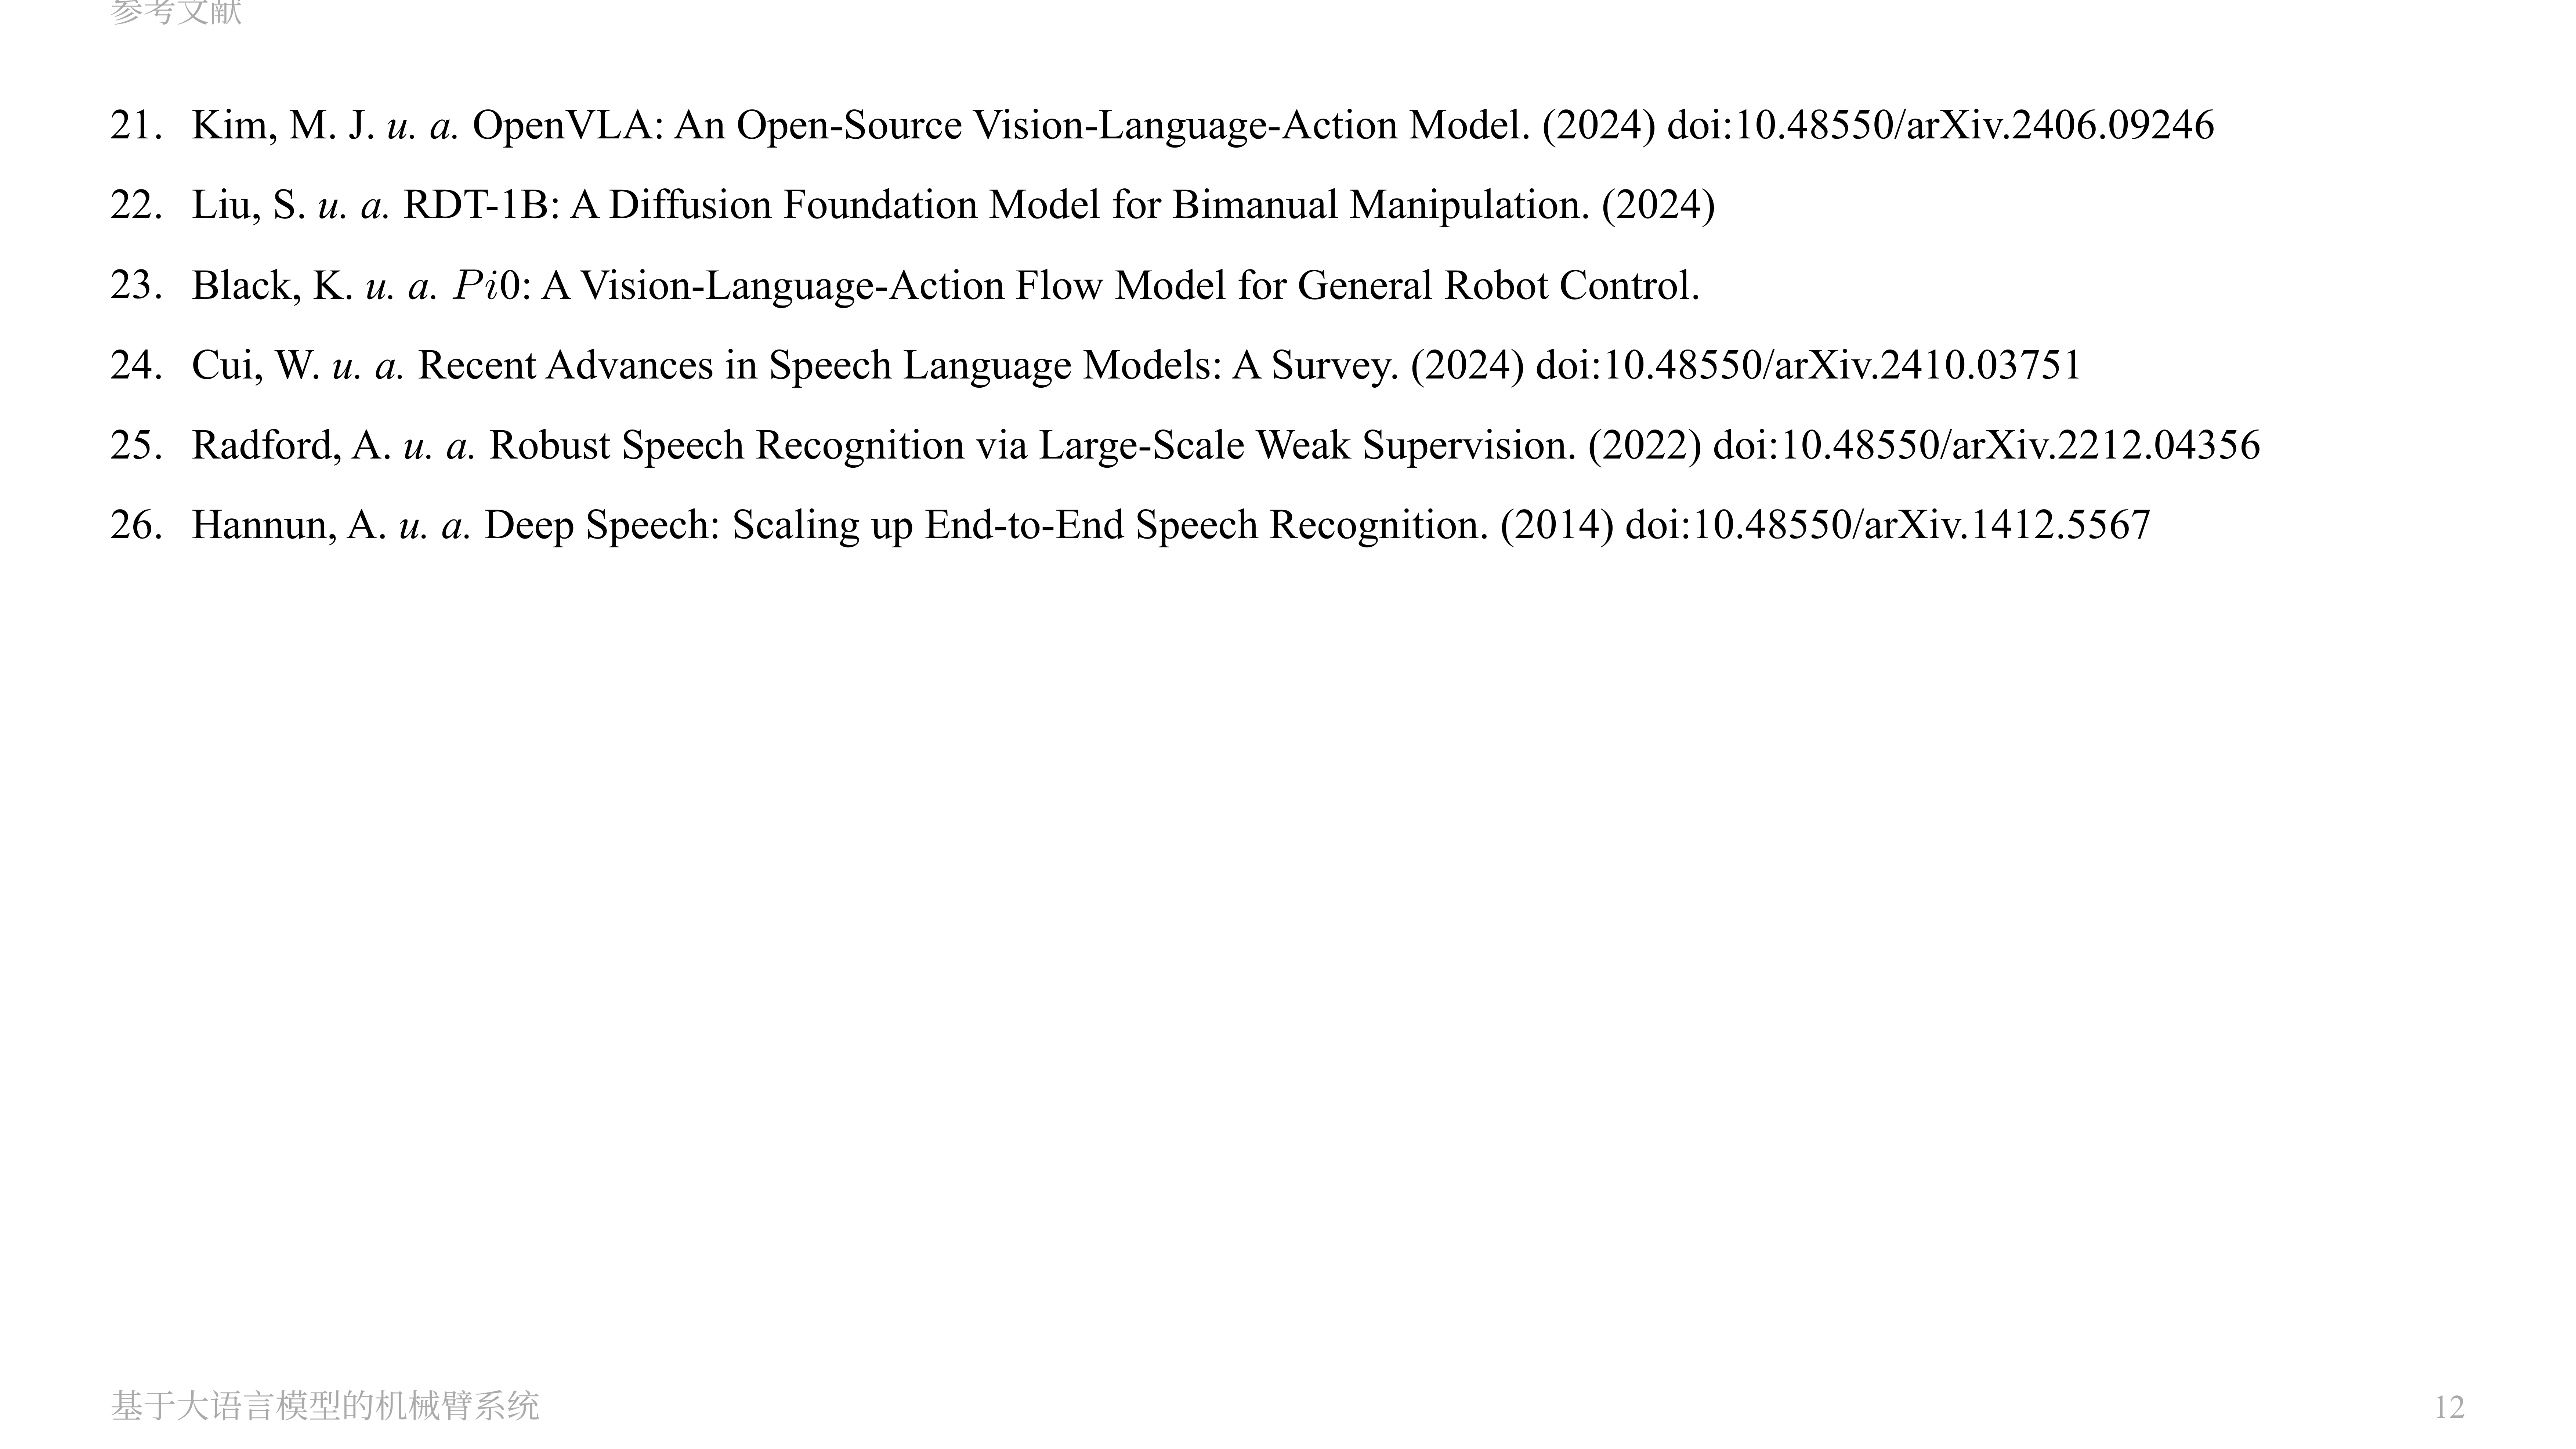 参考文献
21. Kim, M. J. u. a. OpenVLA: An Open-Source Vision-Language-Action Model. (2024) doi:10.48550/arXiv.2406.09246
22. Liu, S. u. a. RDT-1B: A Diffusion Foundation Model for Bimanual Manipulation. (2024)
23. Black, K. u. a. Pi0: A Vision-Language-Action Flow Model for General Robot Control.
24. Cui, W. u. a. Recent Advances in Speech Language Models: A Survey. (2024) doi:10.48550/arXiv.2410.03751
25. Radford, A. u. a. Robust Speech Recognition via Large-Scale Weak Supervision. (2022) doi:10.48550/arXiv.2212.04356
26. Hannun, A. u. a. Deep Speech: Scaling up End-to-End Speech Recognition. (2014) doi:10.48550/arXiv.1412.5567
基于大语言模型的机械臂系统 12